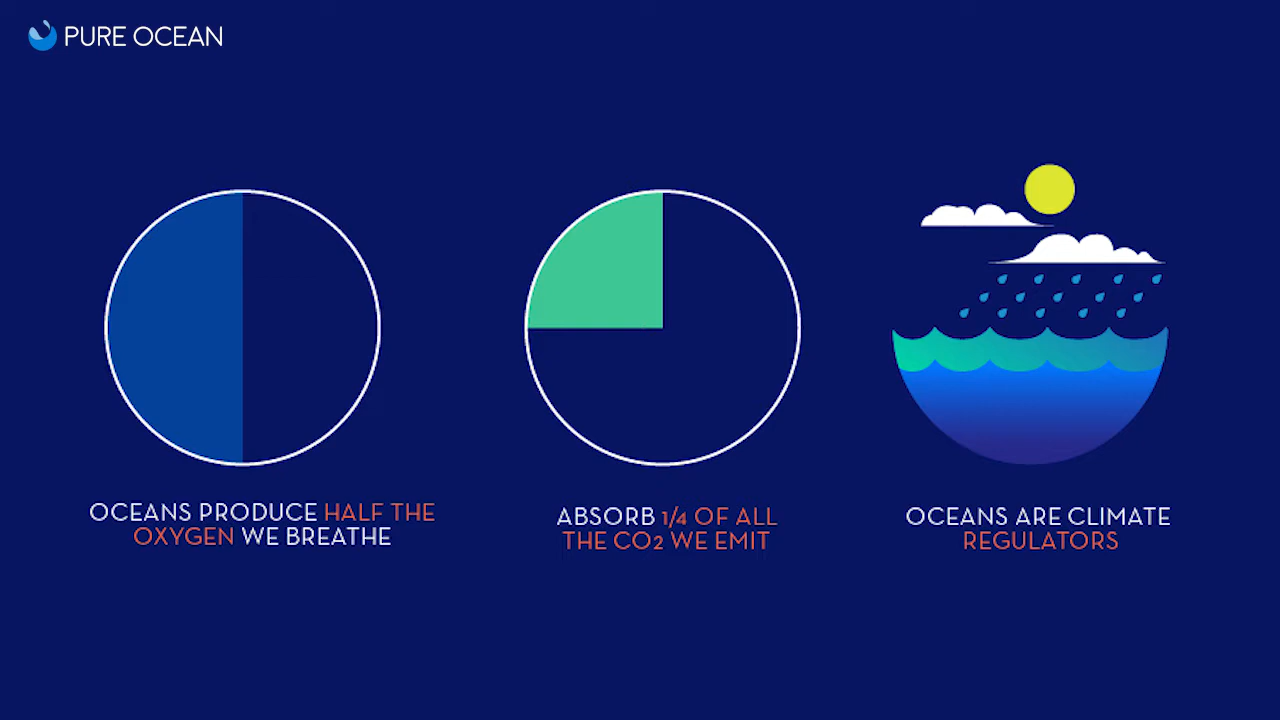 PURE OCEAN
OCEANS PRODUCE HALF THE
OXYGEN WE BREATHE
ABSORB 1/4 OF ALL
THE CO2 WE EMIT
OCEANS ARE CLIMATE
REGULATORS